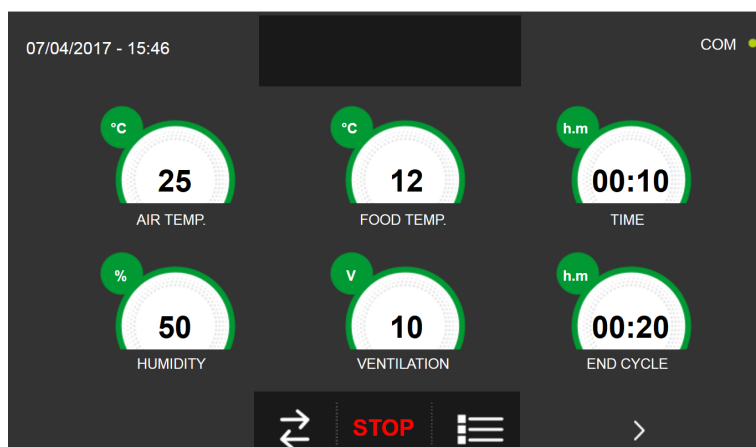 07/04/2017 - 15:46
COM
°C
25
AIR TEMP.
°C
12
FOOD TEMP.
h.m
00:10
TIME
%
50
HUMIDITY
V
10
VENTILATION
h.m
00:20
END CYCLE
STOP